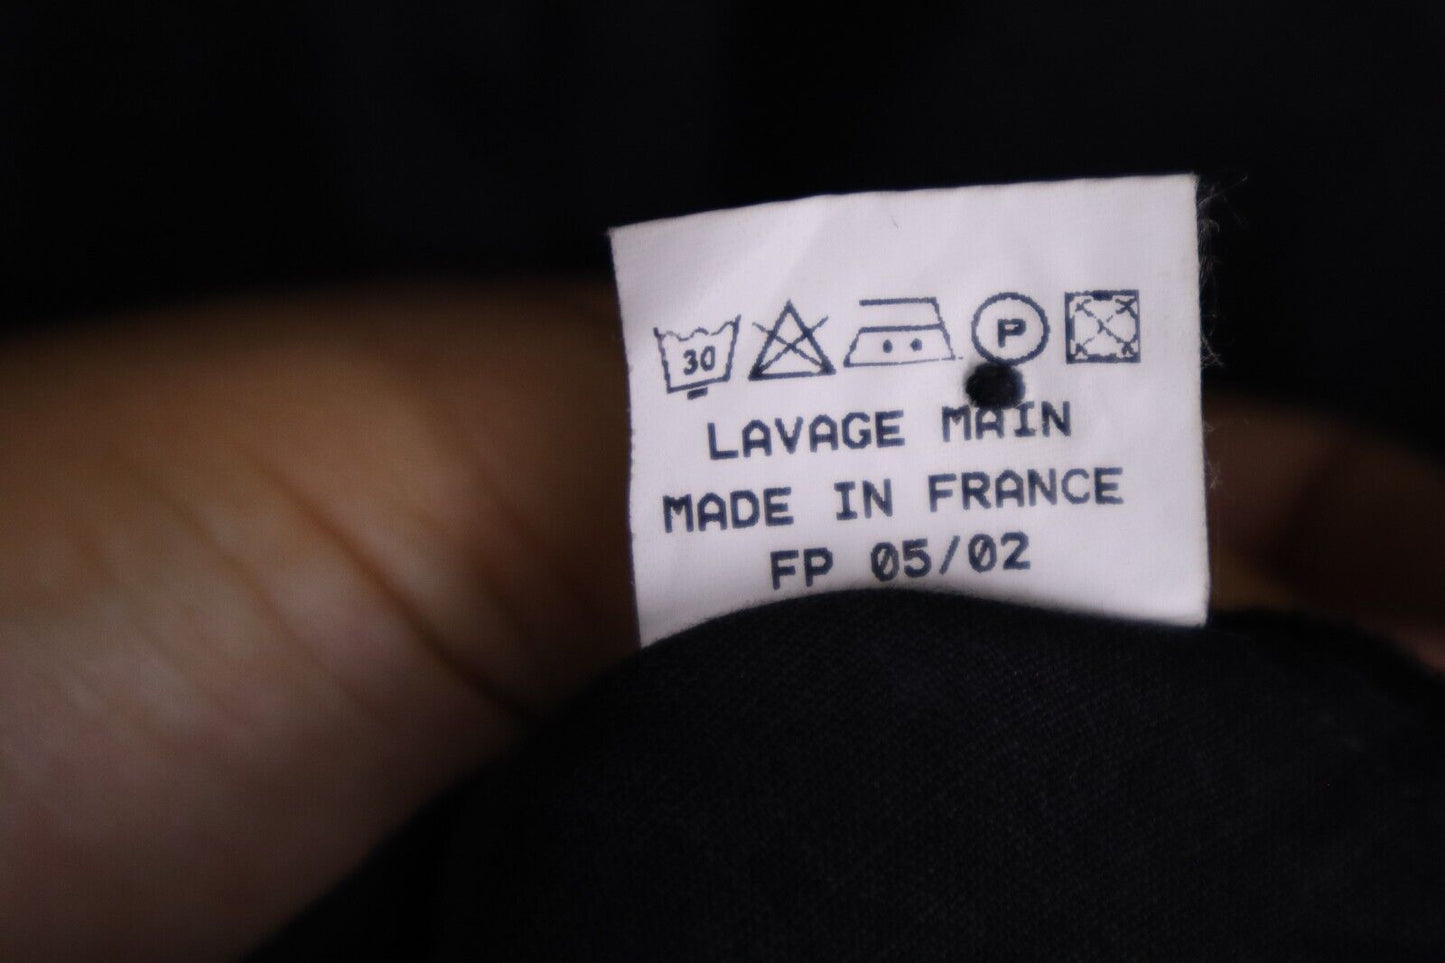 30 P
LAVAGE MAIN
MADE IN FRANCE
FP 05/02